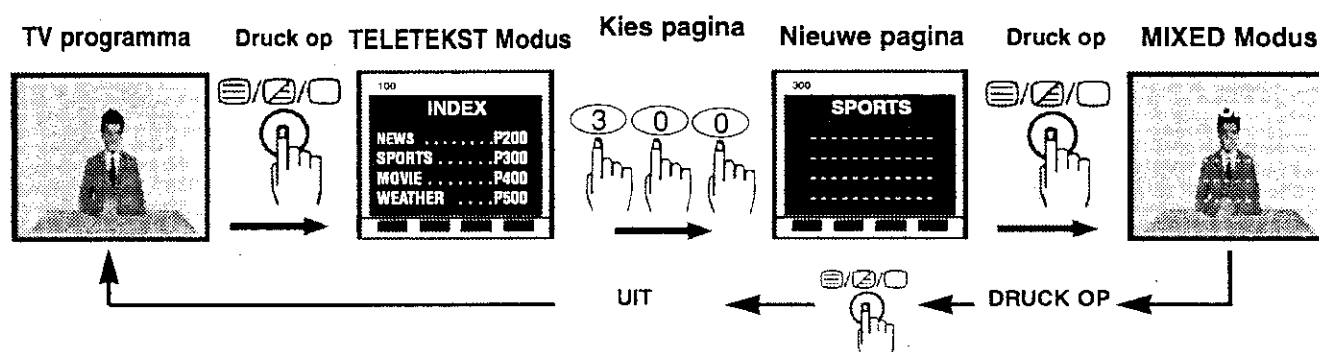 TV programma
Druck op
TELETEKST Modus
Kies pagina
Nieuwe pagina
Druck op
MIXED Modus
100
INDEX
NEWS ........P200
SPORTS ......P300
MOVIE .......P400
WEATHER ....P500
3 0 0
300
SPORTS
UIT
DRUCK OP